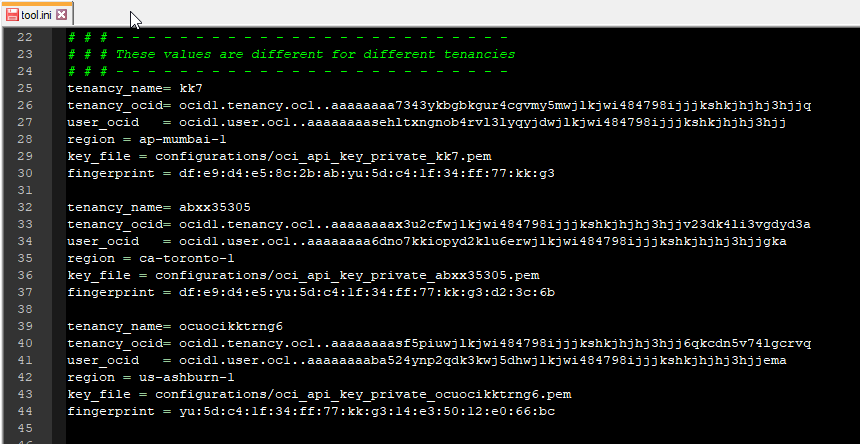 tool.ini
22 # # # - - - - - - - - - - - - - - - - - - - - - - - - -
23 # # # These values are different for different tenancies
24 # # # - - - - - - - - - - - - - - - - - - - - - - - - -
25 tenancy_name= kk7
26 tenancy_ocid= ocid1.tenancy.oc1..aaaaaaaa7343ykbgbkgur4cgvmy5mwjlkjwi484798ijjjkshkjhjhj3hjjq
27 user_ocid   = ocid1.user.oc1..aaaaaaaasehltxngnob4rvl3lyqyjdwjlkjwi484798ijjjkshkjhjhj3hjj
28 region = ap-mumbai-1
29 key_file = configurations/oci_api_key_private_kk7.pem
30 fingerprint = df:e9:d4:e5:8c:2b:ab:yu:5d:c4:1f:34:ff:77:kk:g3
31
32 tenancy_name= abxx35305
33 tenancy_ocid= ocid1.tenancy.oc1..aaaaaaaax3u2cfwjlkjwi484798ijjjkshkjhjhj3hjjv23dk4li3vgdyd3a
34 user_ocid   = ocid1.user.oc1..aaaaaaaa6dno7kkiopyd2klu6erwjlkjwi484798ijjjkshkjhjhj3hjjgka
35 region = ca-toronto-1
36 key_file = configurations/oci_api_key_private_abxx35305.pem
37 fingerprint = df:e9:d4:e5:yu:5d:c4:1f:34:ff:77:kk:g3:d2:3c:6b
38
39 tenancy_name= ocuocikktrng6
40 tenancy_ocid= ocid1.tenancy.oc1..aaaaaaaasf5piuwjlkjwi484798ijjjkshkjhjhj3hjj6qkcdn5v74lgcrvq
41 user_ocid   = ocid1.user.oc1..aaaaaaaaba524ynp2qdk3kwj5dhwjlkjwi484798ijjjkshkjhjhj3hjjema
42 region = us-ashburn-1
43 key_file = configurations/oci_api_key_private_ocuocikktrng6.pem
44 fingerprint = yu:5d:c4:1f:34:ff:77:kk:g3:14:e3:50:12:e0:66:bc
45